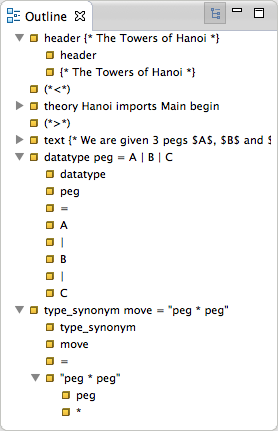 Outline
header {* The Towers of Hanoi *}
header
{* The Towers of Hanoi *}
(*<*)
theory Hanoi imports Main begin
(*>*)
text {* We are given 3 pegs $A$, $B$ and $
datatype peg = A | B | C
datatype
peg
=
A
|
B
|
C
type_synonym move = "peg * peg"
type_synonym
move
=
"peg * peg"
peg
*